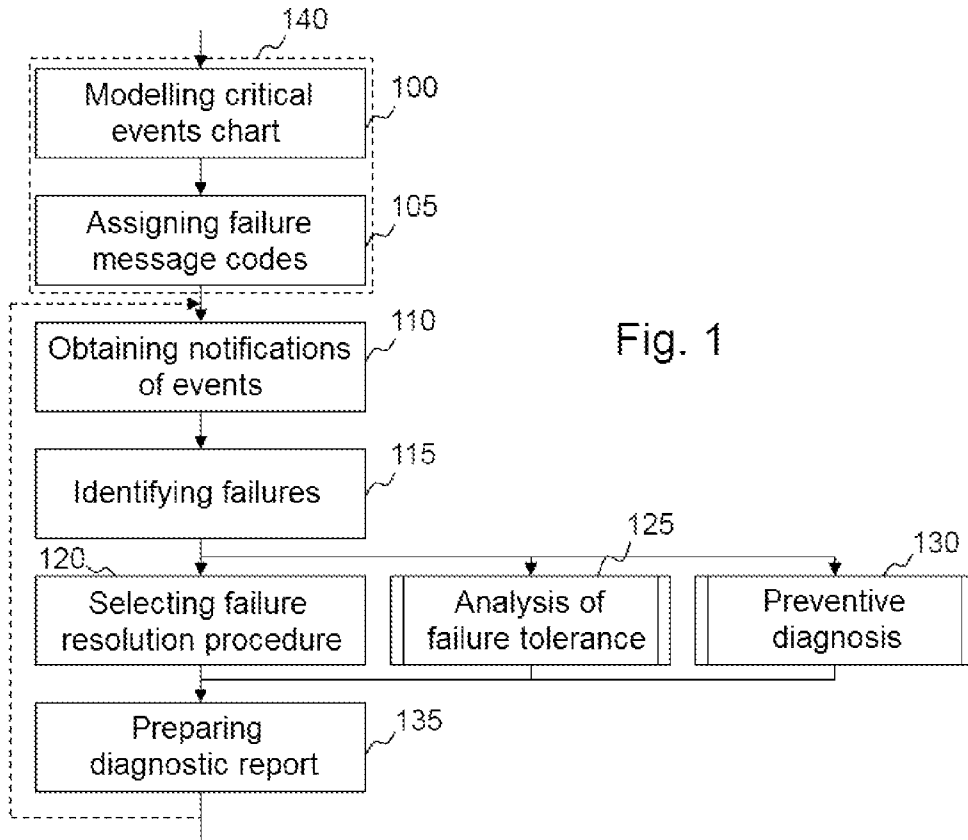 140
Modelling critical
events chart
100
Assigning failure
message codes
105
Obtaining notifications
of events
110
Fig. 1
Identifying failures
115
120
Selecting failure
resolution procedure
125
Analysis of
failure tolerance
130
Preventive
diagnosis
Preparing
diagnostic report
135